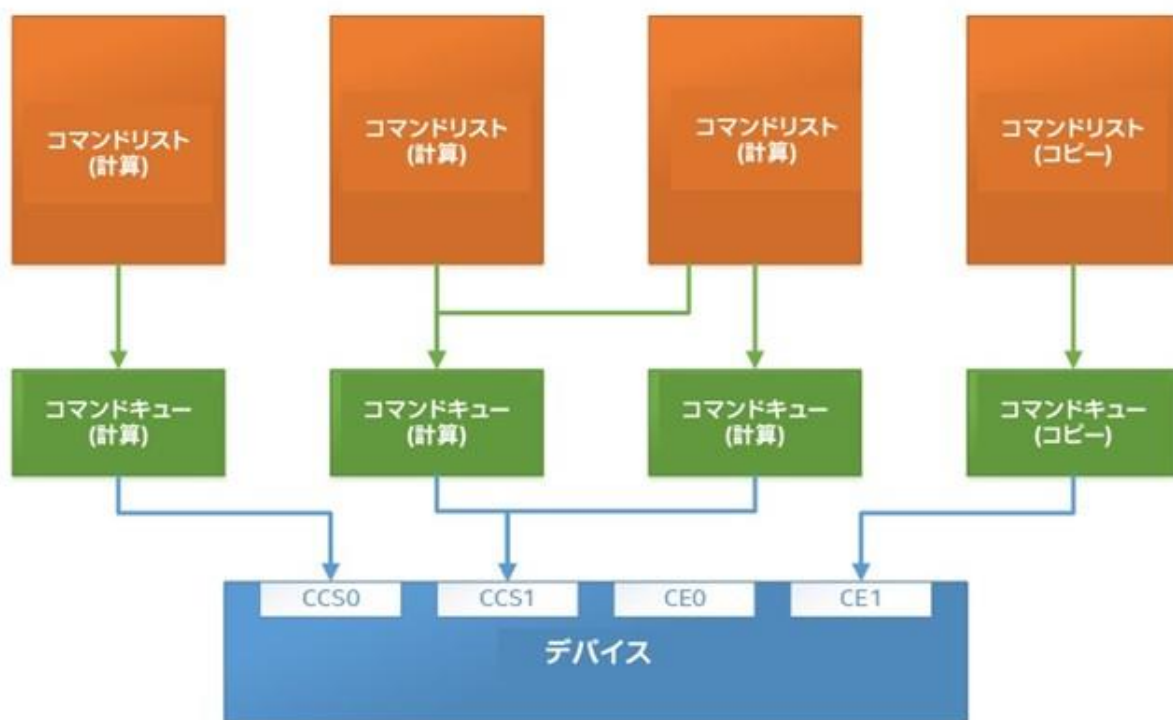 コマンドリスト
(計算)
コマンドリスト
(計算)
コマンドリスト
(計算)
コマンドリスト
(コピー)
コマンドキュー
(計算)
コマンドキュー
(計算)
コマンドキュー
(計算)
コマンドキュー
(コピー)
CCS0
CCS1
CE0
CE1
デバイス